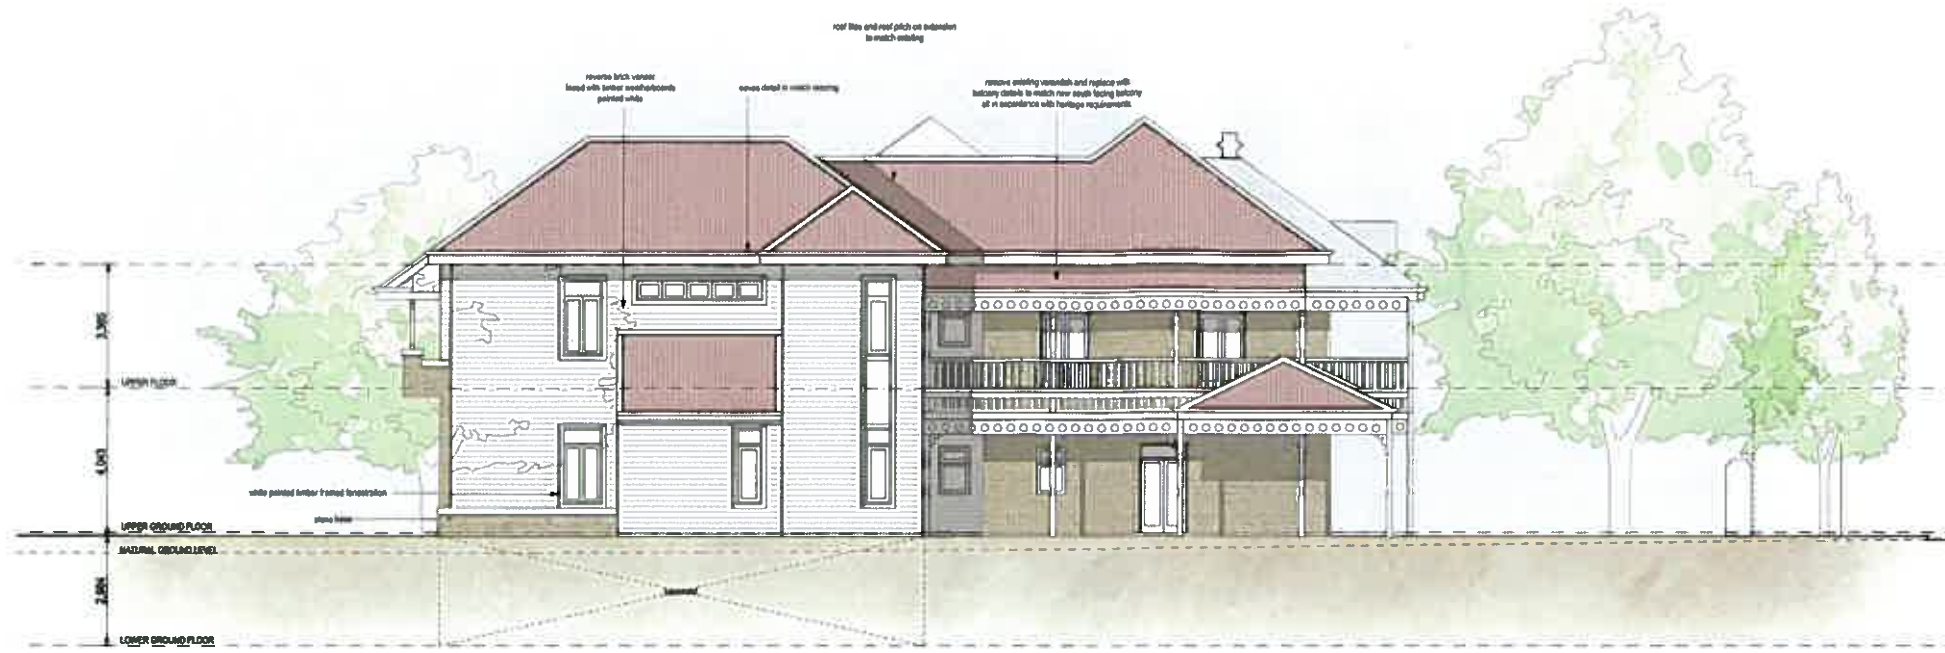 roof tiles and roof pitch on extension
to match existing
reverse brick veneer
faced with timber weatherboards
painted white
eaves detail to match existing
remove existing verandah and replace with
balcony details to match new south facing balcony
all in accordance with heritage requirements
UPPER FLOOR
white painted timber framed fenestration
stone base
UPPER GROUND FLOOR
NATURAL GROUND LEVEL
basement
LOWER GROUND FLOOR